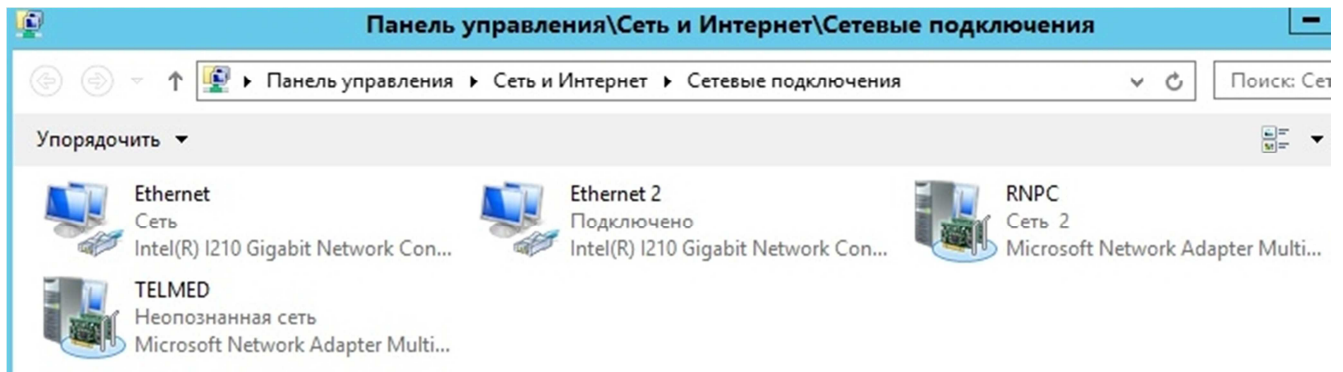 Панель управления\Сеть и Интернет\Сетевые подключения
Панель управления Сеть и Интернет Сетевые подключения
Поиск: Сет
Упорядочить
Ethernet
Сеть
Intel(R) I210 Gigabit Network Con...
Ethernet 2
Подключено
Intel(R) I210 Gigabit Network Con...
RNPC
Сеть 2
Microsoft Network Adapter Multi...
TELMED
Неопознанная сеть
Microsoft Network Adapter Multi...